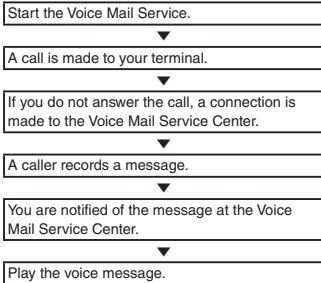 Start the Voice Mail Service.
A call is made to your terminal.
If you do not answer the call, a connection is
made to the Voice Mail Service Center.
A caller records a message.
You are notified of the message at the Voice
Mail Service Center.
Play the voice message.